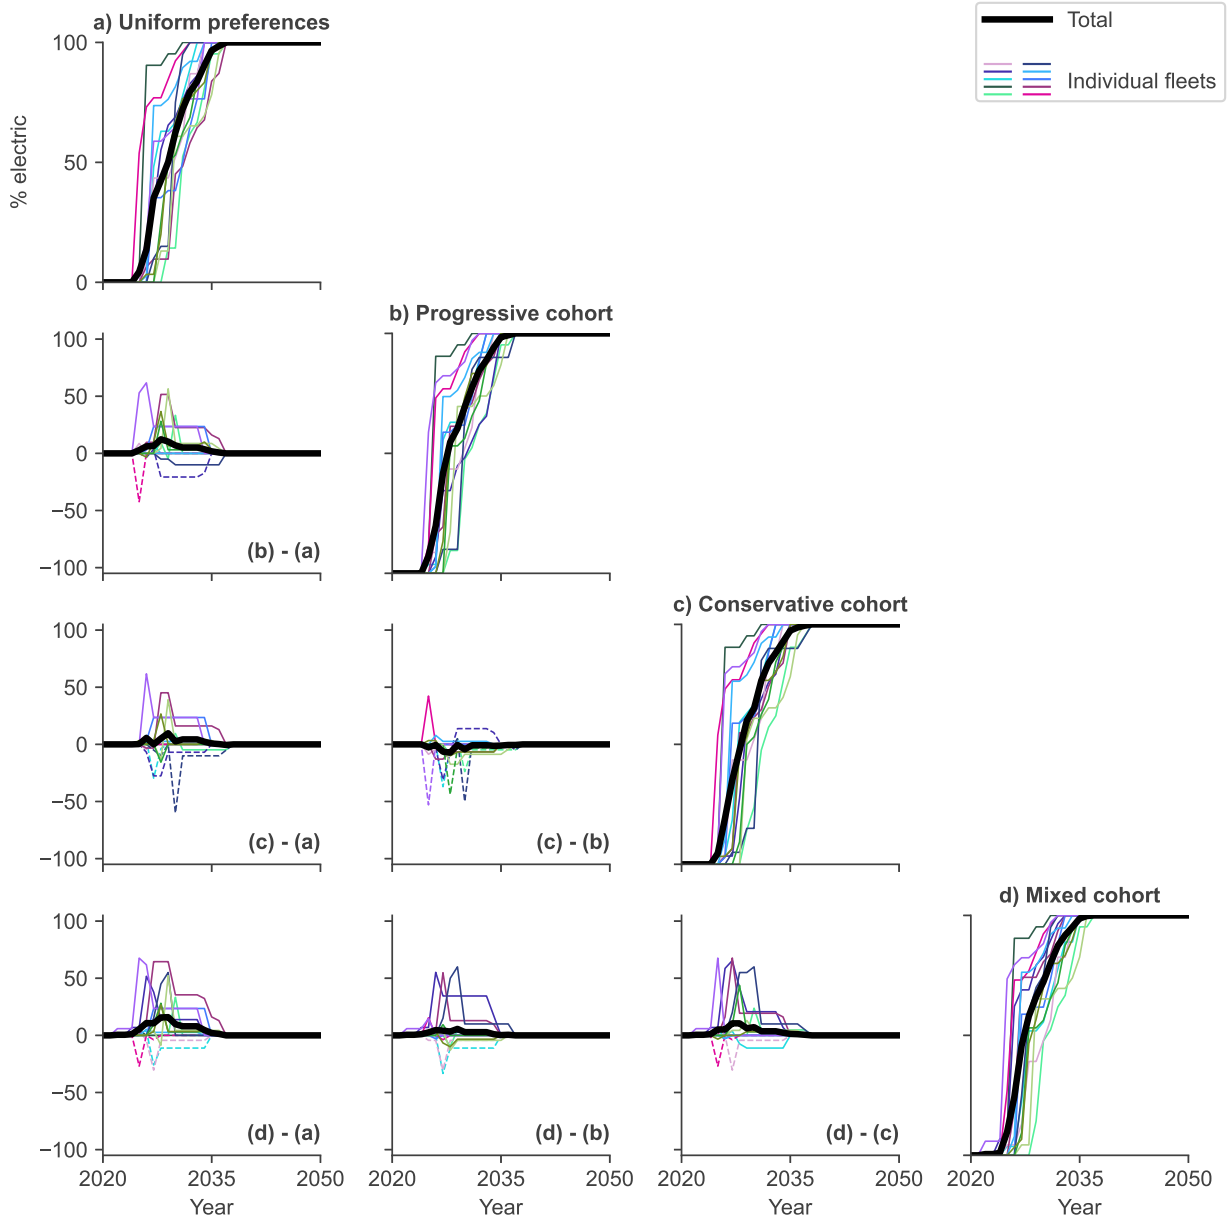 a) Uniform preferences
Total
Individual fleets
100
50
0
% electric
b) Progressive cohort
100
50
0
−50
−100
(b) - (a)
c) Conservative cohort
100
50
0
−50
−100
(c) - (a)
(c) - (b)
d) Mixed cohort
100
50
0
−50
−100
(d) - (a)
(d) - (b)
(d) - (c)
2020 2035 2050 2020 2035 2050 2020 2035 2050 2020 2035 2050
Year Year Year Year